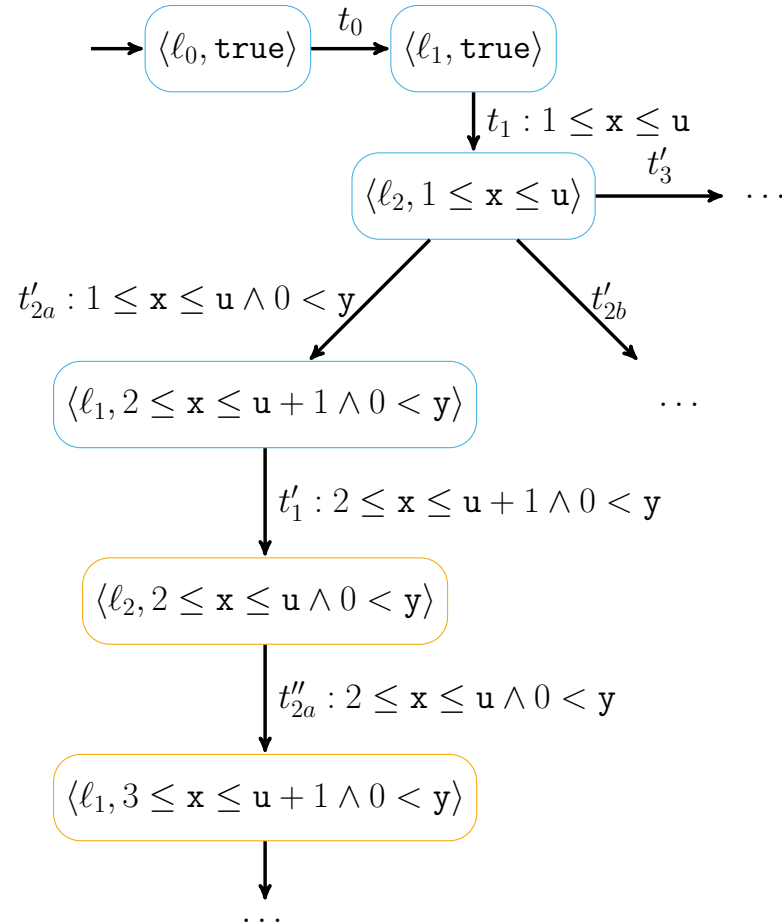 t₀
⟨ℓ₀, true⟩ ⟨ℓ₁, true⟩
t₁ : 1 ≤ x ≤ u
t′₃
⟨ℓ₂, 1 ≤ x ≤ u⟩ ···
t′₂ₐ : 1 ≤ x ≤ u ∧ 0 < y t′₂b
⟨ℓ₁, 2 ≤ x ≤ u + 1 ∧ 0 < y⟩ ···
t′₁ : 2 ≤ x ≤ u + 1 ∧ 0 < y
⟨ℓ₂, 2 ≤ x ≤ u ∧ 0 < y⟩
t″₂ₐ : 2 ≤ x ≤ u ∧ 0 < y
⟨ℓ₁, 3 ≤ x ≤ u + 1 ∧ 0 < y⟩
···